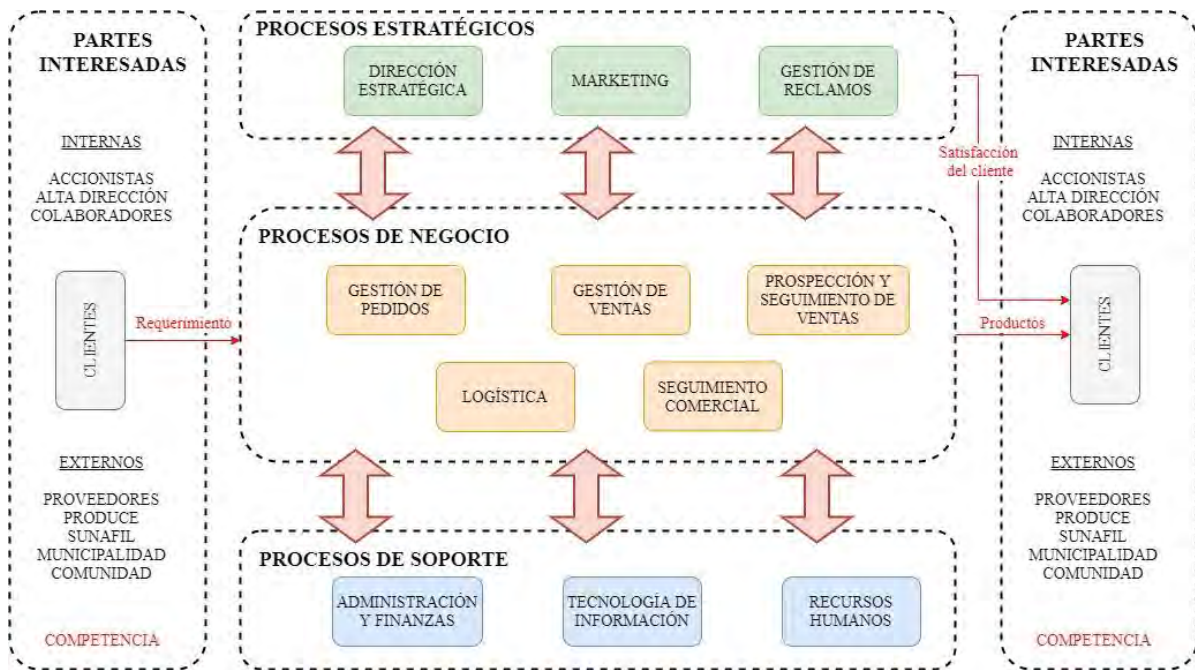 PARTES
INTERESADAS
INTERNAS
ACCIONISTAS
ALTA DIRECCIÓN
COLABORADORES
CLIENTES
Requerimiento
EXTERNOS
PROVEEDORES
PRODUCE
SUNAFIL
MUNICIPALIDAD
COMUNIDAD
COMPETENCIA
PROCESOS ESTRATÉGICOS
DIRECCIÓN
ESTRATÉGICA
MARKETING
GESTIÓN DE
RECLAMOS
PROCESOS DE NEGOCIO
GESTIÓN DE
PEDIDOS
GESTIÓN DE
VENTAS
PROSPECCIÓN Y
SEGUIMIENTO DE
VENTAS
LOGÍSTICA
SEGUIMIENTO
COMERCIAL
PROCESOS DE SOPORTE
ADMINISTRACIÓN
Y FINANZAS
TECNOLOGÍA DE
INFORMACIÓN
RECURSOS
HUMANOS
Satisfacción
del cliente
Productos
PARTES
INTERESADAS
INTERNAS
ACCIONISTAS
ALTA DIRECCIÓN
COLABORADORES
CLIENTES
EXTERNOS
PROVEEDORES
PRODUCE
SUNAFIL
MUNICIPALIDAD
COMUNIDAD
COMPETENCIA